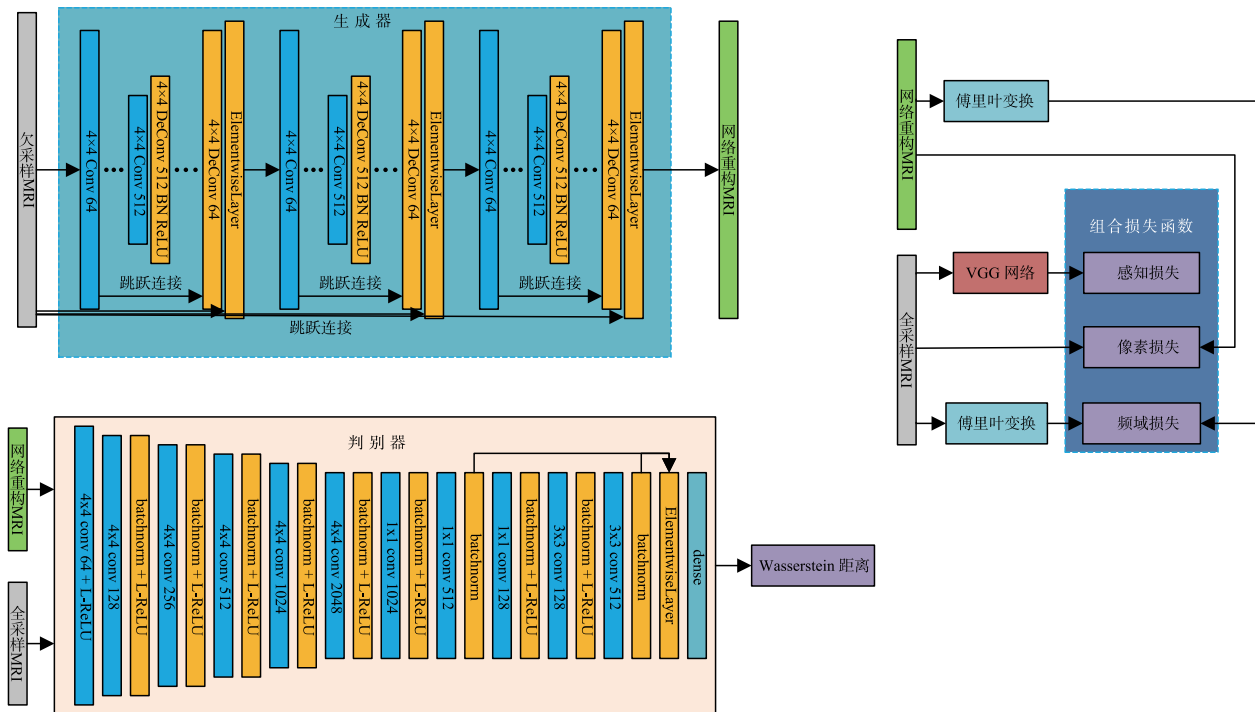 生成器
欠采样MRI
4×4 Conv 64
4×4 Conv 512
4×4 DeConv 512 BN ReLU
4×4 DeConv 64
ElementwiseLayer
跳跃连接
4×4 Conv 64
4×4 Conv 512
4×4 DeConv 512 BN ReLU
4×4 DeConv 64
ElementwiseLayer
跳跃连接
4×4 Conv 64
4×4 Conv 512
4×4 DeConv 512 BN ReLU
4×4 DeConv 64
ElementwiseLayer
跳跃连接
跳跃连接
网络重构MRI
网络重构MRI
傅里叶变换
组合损失函数
全采样MRI
VGG 网络
感知损失
像素损失
傅里叶变换
频域损失
判别器
网络重构MRI
全采样MRI
4x4 conv 64 + L-ReLU
4x4 conv 128
batchnorm + L-ReLU
4x4 conv 256
batchnorm + L-ReLU
4x4 conv 512
batchnorm + L-ReLU
4x4 conv 1024
batchnorm + L-ReLU
4x4 conv 2048
batchnorm + L-ReLU
1x1 conv 1024
batchnorm + L-ReLU
1x1 conv 512
batchnorm
1x1 conv 128
batchnorm + L-ReLU
3x3 conv 128
batchnorm + L-ReLU
3x3 conv 512
batchnorm
ElementwiseLayer
dense
Wasserstein 距离